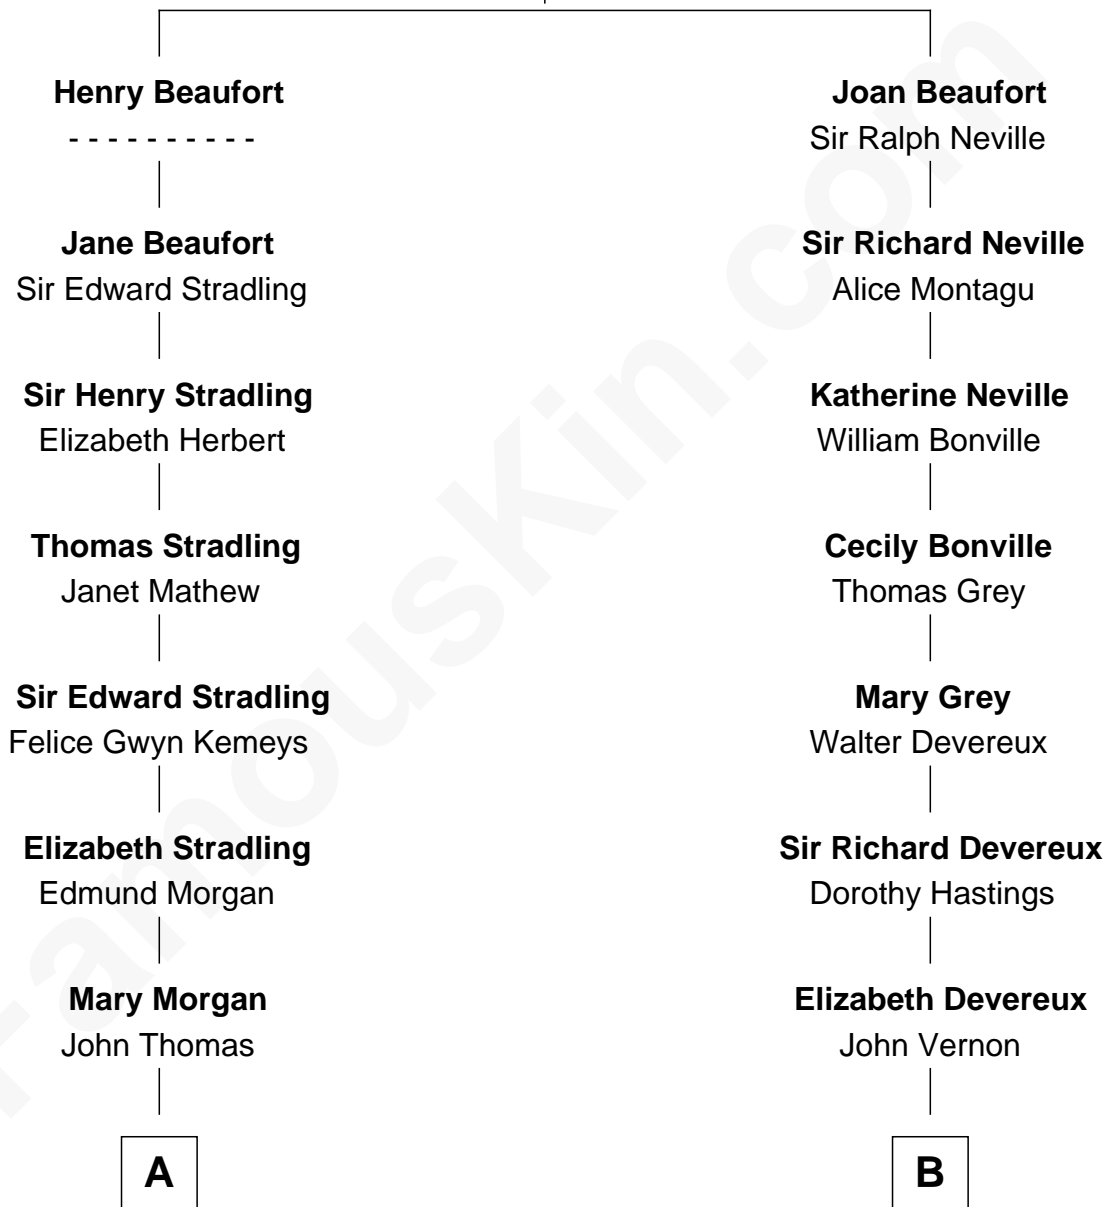 Henry Beaufort
- - - - - - - - - -
Jane Beaufort
Sir Edward Stradling
Sir Henry Stradling
Elizabeth Herbert
Thomas Stradling
Janet Mathew
Sir Edward Stradling
Felice Gwyn Kemeys
Elizabeth Stradling
Edmund Morgan
Mary Morgan
John Thomas
A
Joan Beaufort
Sir Ralph Neville
Sir Richard Neville
Alice Montagu
Katherine Neville
William Bonville
Cecily Bonville
Thomas Grey
Mary Grey
Walter Devereux
Sir Richard Devereux
Dorothy Hastings
Elizabeth Devereux
John Vernon
B
FamousKin.com